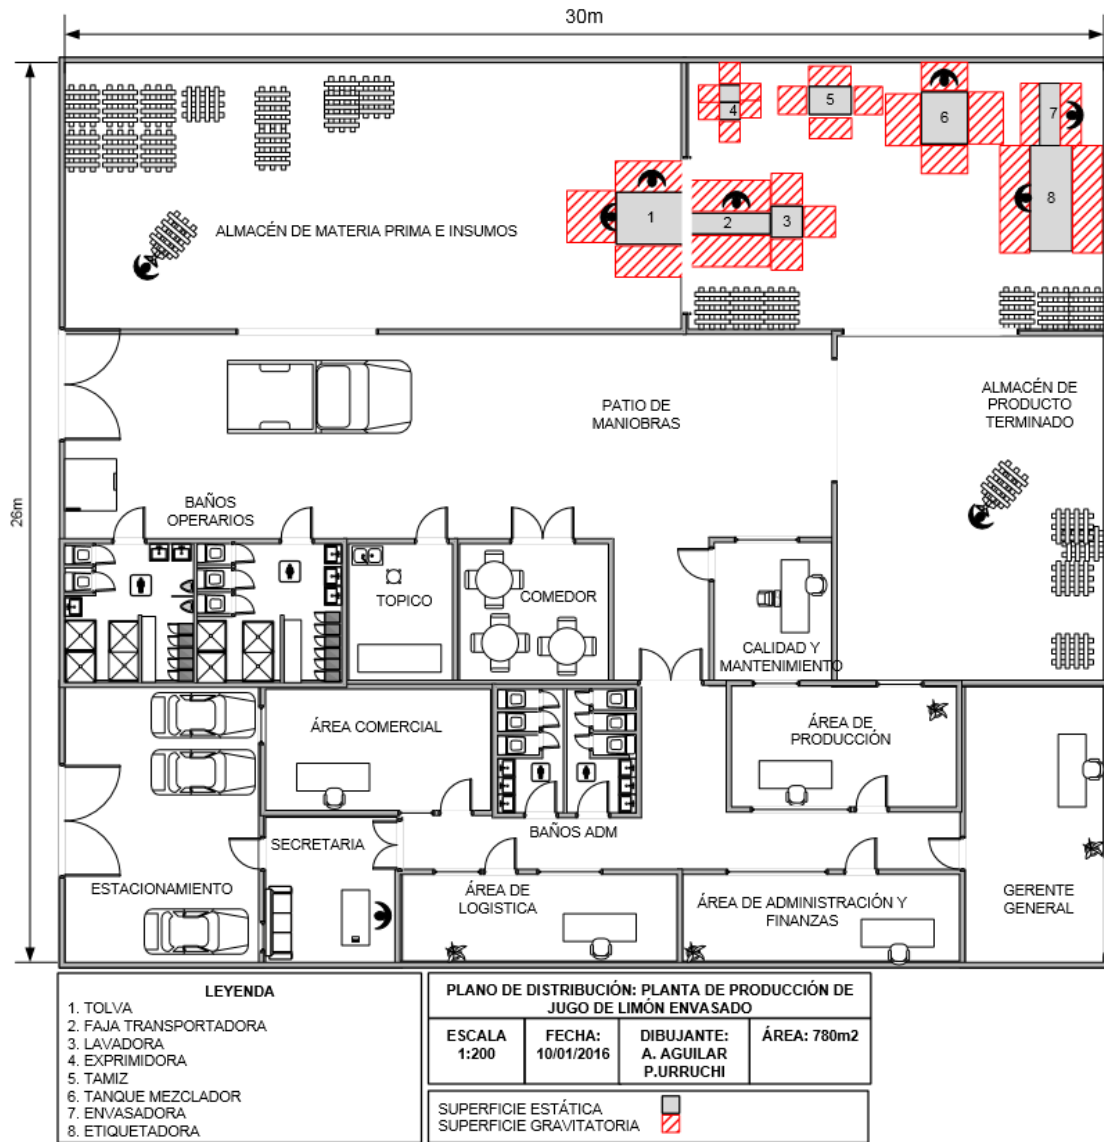 30m
26m
4
5
6
7
8
1
2
3
ALMACÉN DE MATERIA PRIMA E INSUMOS
PATIO DE
MANIOBRAS
ALMACÉN DE
PRODUCTO
TERMINADO
BAÑOS
OPERARIOS
TOPICO
COMEDOR
CALIDAD Y
MANTENIMIENTO
ÁREA COMERCIAL
ÁREA DE
PRODUCCIÓN
BAÑOS ADM
SECRETARIA
ESTACIONAMIENTO
ÁREA DE
LOGISTICA
ÁREA DE ADMINISTRACIÓN Y
FINANZAS
GERENTE
GENERAL
LEYENDA
1. TOLVA
2. FAJA TRANSPORTADORA
3. LAVADORA
4. EXPRIMIDORA
5. TAMIZ
6. TANQUE MEZCLADOR
7. ENVASADORA
8. ETIQUETADORA
PLANO DE DISTRIBUCIÓN: PLANTA DE PRODUCCIÓN DE
JUGO DE LIMÓN ENVASADO
ESCALA
1:200
FECHA:
10/01/2016
DIBUJANTE:
A. AGUILAR
P.URRUCHI
ÁREA: 780m2
SUPERFICIE ESTÁTICA
SUPERFICIE GRAVITATORIA